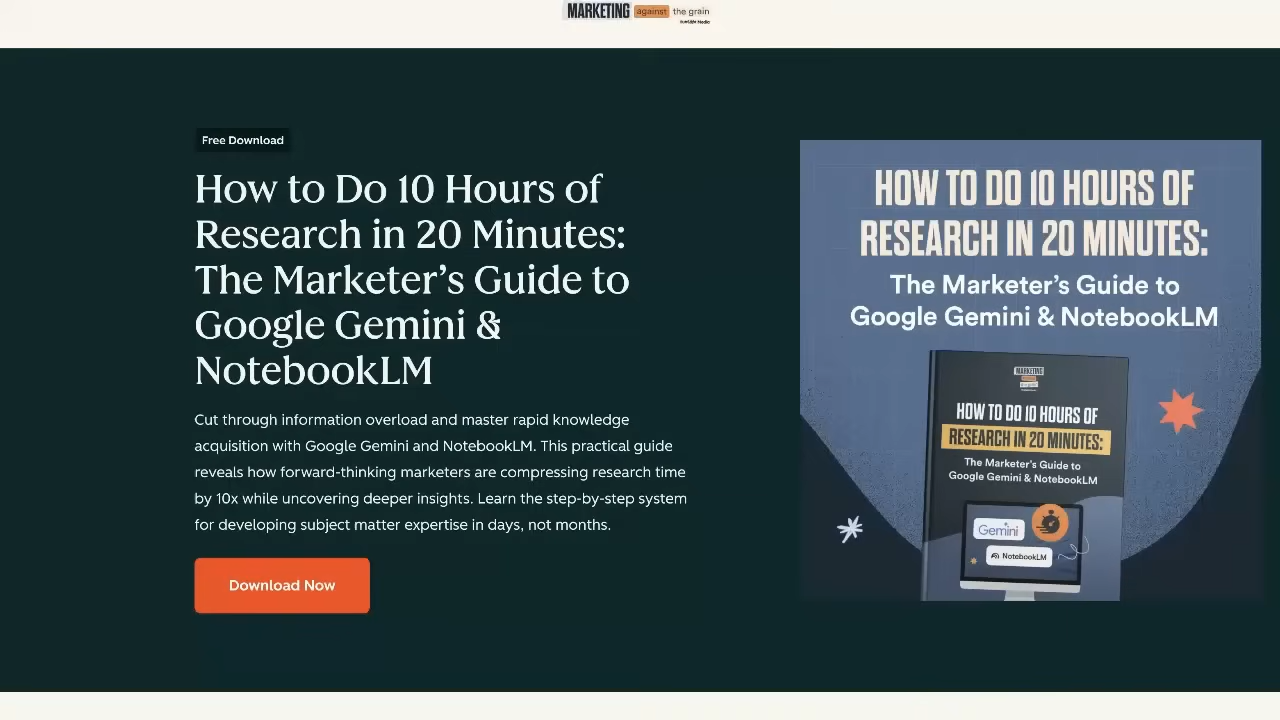 MARKETING against the grain
HubSpot Media
Free Download
How to Do 10 Hours of
Research in 20 Minutes:
The Marketer's Guide to
Google Gemini &
NotebookLM
Cut through information overload and master rapid knowledge
acquisition with Google Gemini and NotebookLM. This practical guide
reveals how forward-thinking marketers are compressing research time
by 10x while uncovering deeper insights. Learn the step-by-step system
for developing subject matter expertise in days, not months.
Download Now
HOW TO DO 10 HOURS OF
RESEARCH IN 20 MINUTES:
The Marketer's Guide to
Google Gemini & NotebookLM
MARKETING
HOW TO DO 10 HOURS OF
RESEARCH IN 20 MINUTES:
The Marketer's Guide to
Google Gemini & NotebookLM
Gemini
NotebookLM